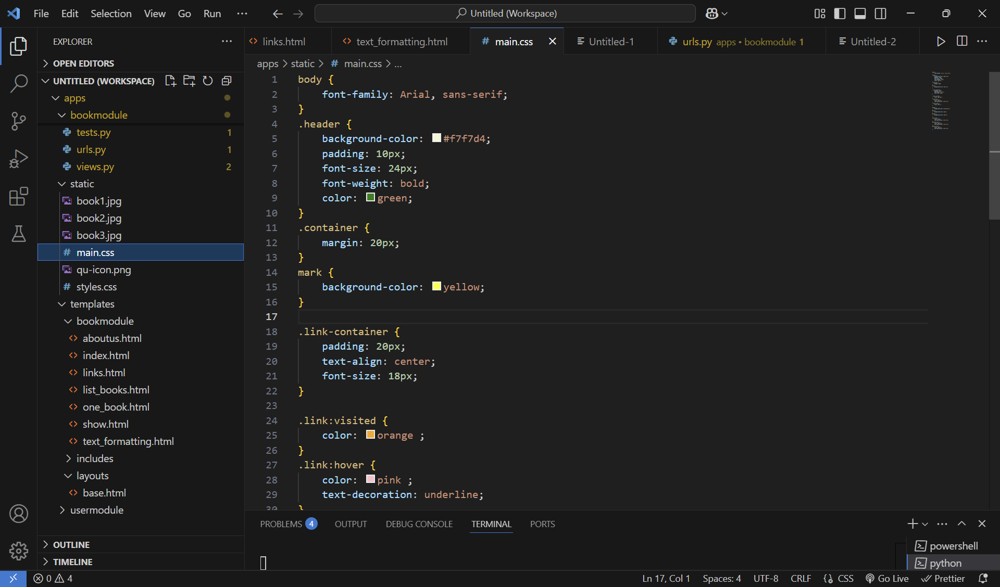 File Edit Selection View Go Run Untitled (Workspace)
EXPLORER
OPEN EDITORS
UNTITLED (WORKSPACE)
apps
bookmodule
tests.py 1
urls.py 1
views.py 2
static
book1.jpg
book2.jpg
book3.jpg
main.css
qu-icon.png
styles.css
templates
bookmodule
aboutus.html
index.html
links.html
list_books.html
one_book.html
show.html
text_formatting.html
includes
layouts
base.html
usermodule
OUTLINE
TIMELINE
links.html text_formatting.html main.css Untitled-1 urls.py apps • bookmodule 1 Untitled-2
apps > static > # main.css > ...
1 body {
2 font-family: Arial, sans-serif;
3 }
4 .header {
5 background-color: #f7f7d4;
6 padding: 10px;
7 font-size: 24px;
8 font-weight: bold;
9 color: green;
10 }
11 .container {
12 margin: 20px;
13 }
14 mark {
15 background-color: yellow;
16 }
17
18 .link-container {
19 padding: 20px;
20 text-align: center;
21 font-size: 18px;
22 }
23
24 .link:visited {
25 color: orange ;
26 }
27 .link:hover {
28 color: pink ;
29 text-decoration: underline;
30 }
PROBLEMS 4 OUTPUT DEBUG CONSOLE TERMINAL PORTS
powershell
python
0 4 Ln 17, Col 1 Spaces: 4 UTF-8 CRLF CSS Go Live Prettier